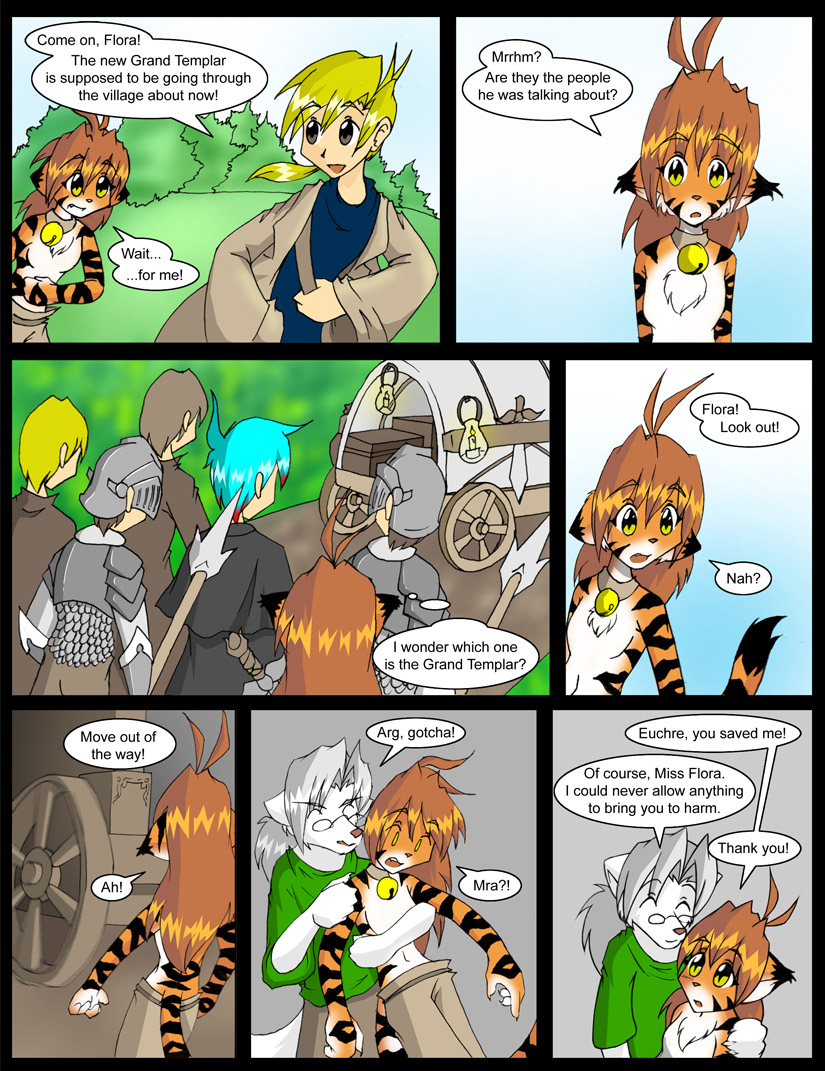 Come on, Flora!
The new Grand Templar
is supposed to be going through
the village about now!
Wait...
...for me!
Mrrhm?
Are they the people
he was talking about?
I wonder which one
is the Grand Templar?
Flora!
Look out!
Nah?
Move out of
the way!
Ah!
Arg, gotcha!
Mra?!
Euchre, you saved me!
Of course, Miss Flora.
I could never allow anything
to bring you to harm.
Thank you!